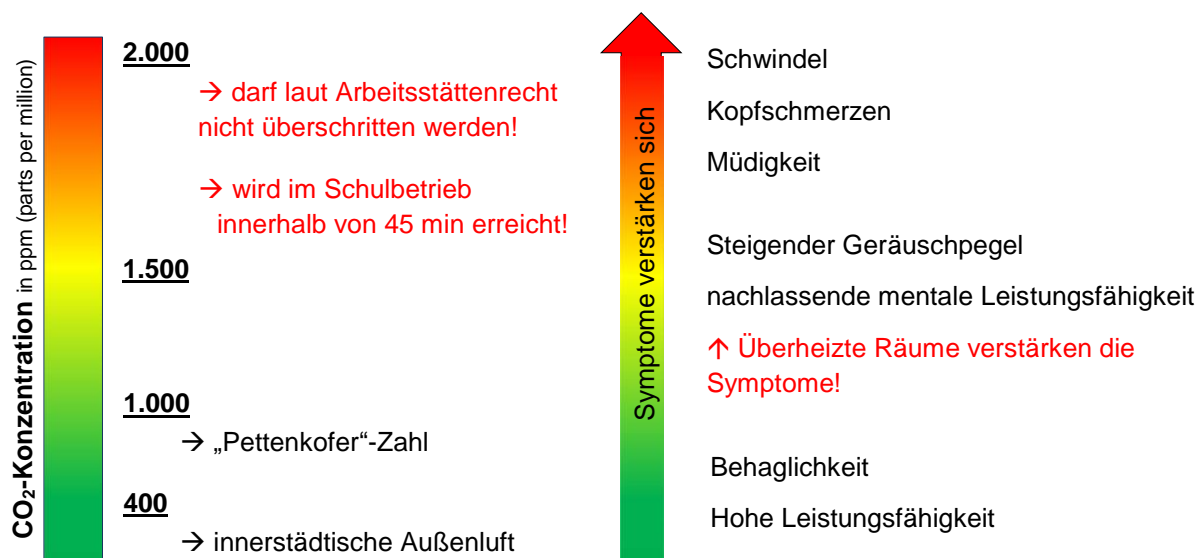 CO₂-Konzentration in ppm (parts per million)
2.000
→ darf laut Arbeitsstättenrecht
nicht überschritten werden!
→ wird im Schulbetrieb
innerhalb von 45 min erreicht!
1.500
1.000
→ „Pettenkofer“-Zahl
400
→ innerstädtische Außenluft
Symptome verstärken sich
Schwindel
Kopfschmerzen
Müdigkeit
Steigender Geräuschpegel
nachlassende mentale Leistungsfähigkeit
↑ Überheizte Räume verstärken die
Symptome!
Behaglichkeit
Hohe Leistungsfähigkeit